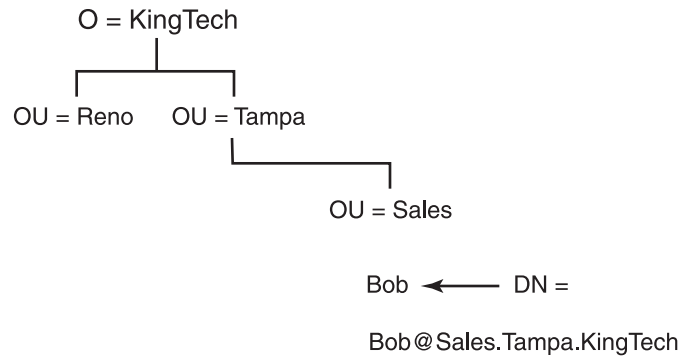 O = KingTech
OU = Reno OU = Tampa
OU = Sales
Bob DN =
Bob@Sales.Tampa.KingTech